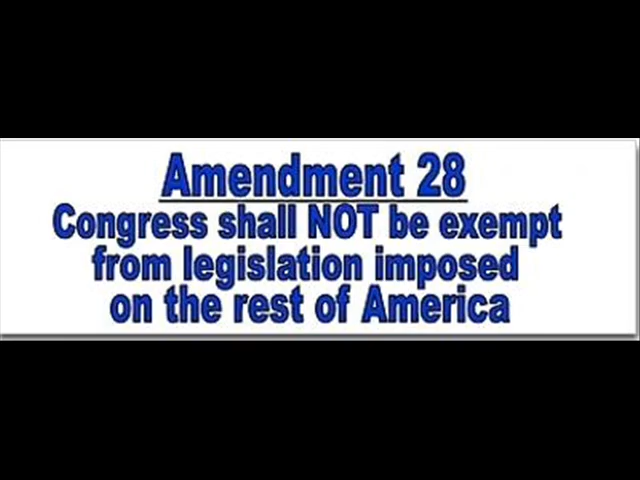 Amendment 28
Congress shall NOT be exempt
from legislation imposed
on the rest of America